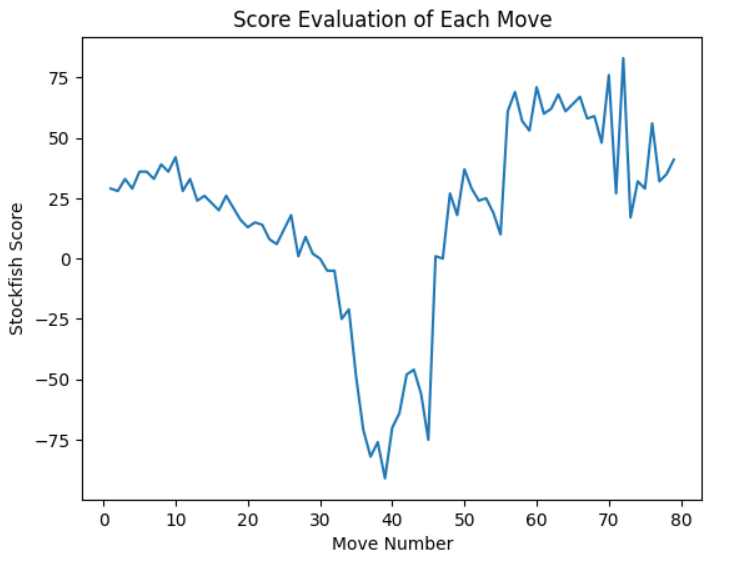 Score Evaluation of Each Move
Stockfish Score
75
50
25
0
−25
−50
−75
0 10 20 30 40 50 60 70 80
Move Number